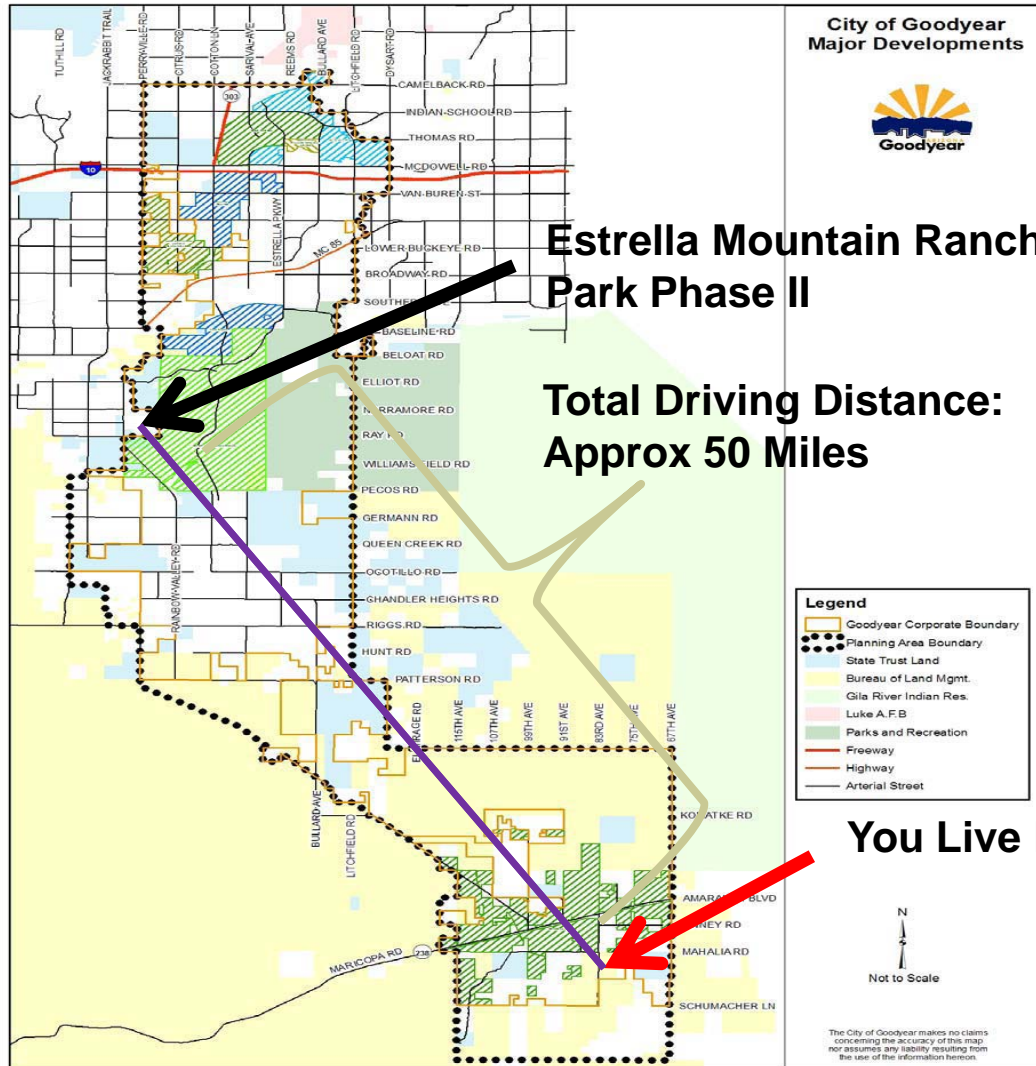 City of Goodyear
Major Developments
ARIZONA
Goodyear
TUTHILL RD
JACKRABBIT TRAIL
PERRYVILLE RD
CITRUS RD
COTTON LN
SARIVAL AVE
REEMS RD
BULLARD AVE
LITCHFIELD RD
DYSART RD
CAMELBACK RD
303
INDIAN SCHOOL RD
THOMAS RD
MCDOWELL RD
10
VAN BUREN ST
ESTRELLA PKWY
MC 85
LOWER BUCKEYE RD
BROADWAY RD
Estrella Mountain Ranch
Park Phase II
BASELINE RD
BELOAT RD
ELLIOT RD
Total Driving Distance:
Approx 50 Miles
RAY RD
WILLIAMS FIELD RD
PECOS RD
GERMANN RD
QUEEN CREEK RD
OCOTILLO RD
CHANDLER HEIGHTS RD
RAINBOW VALLEY RD
RIGGS RD
HUNT RD
PATTERSON RD
115TH AVE
107TH AVE
99TH AVE
91ST AVE
83RD AVE
75TH AVE
67TH AVE
Legend
Goodyear Corporate Boundary
Planning Area Boundary
State Trust Land
Bureau of Land Mgmt.
Gila River Indian Res.
Luke A.F.B
Parks and Recreation
Freeway
Highway
Arterial Street
BULLARD AVE
LITCHFIELD RD
You Live
MARICOPA RD
238
MAHALIA RD
SCHUMACHER LN
N
Not to Scale
The City of Goodyear makes no claims
concerning the accuracy of this map
nor assumes any liability resulting from
the use of the information hereon.